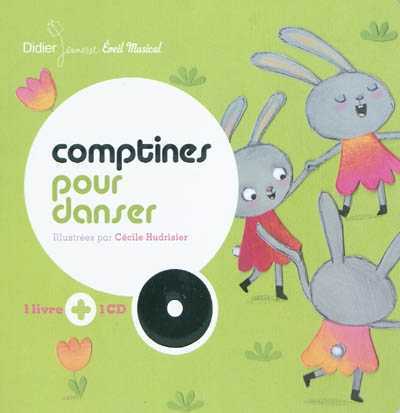 Didier Jeunesse Éveil Musical
comptines
pour
danser
Illustrées par Cécile Hudrisier
1 livre + 1 CD